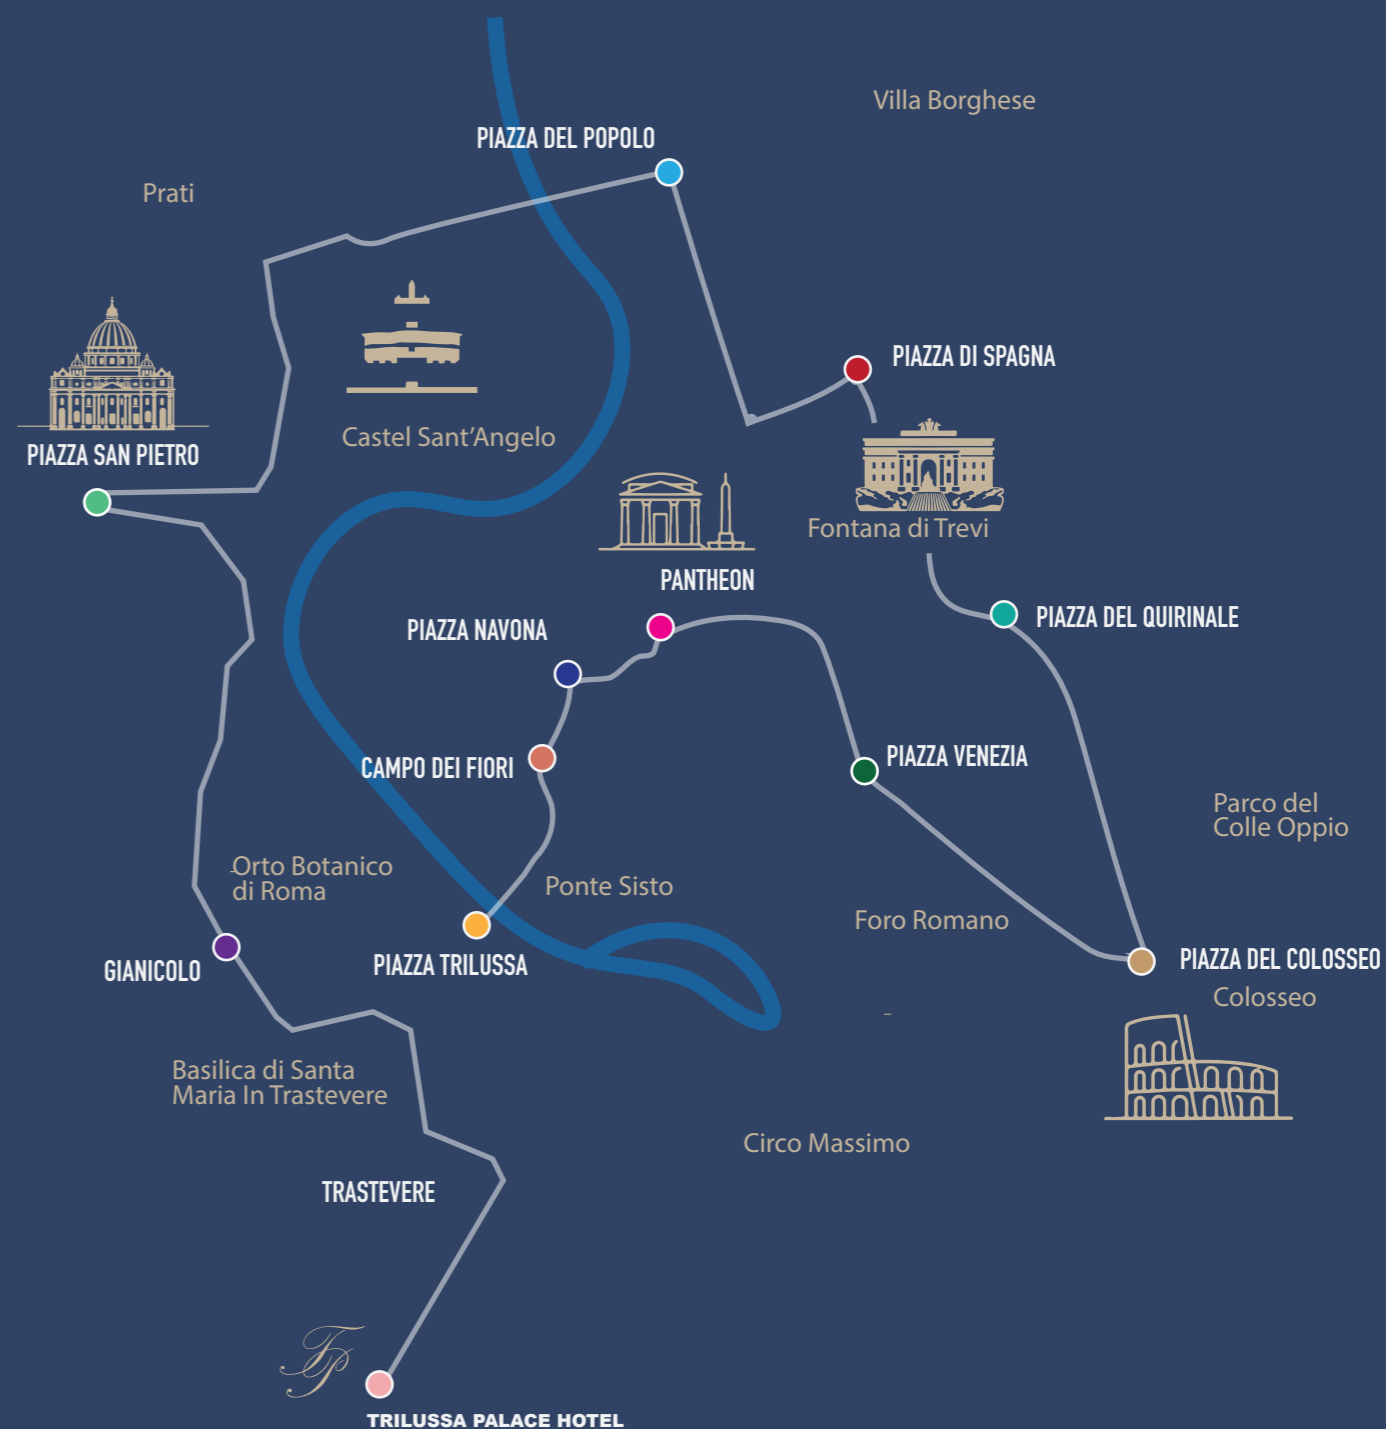 Villa Borghese
PIAZZA DEL POPOLO
Prati
PIAZZA DI SPAGNA
Castel Sant'Angelo
PIAZZA SAN PIETRO
Fontana di Trevi
PANTHEON
PIAZZA NAVONA
PIAZZA DEL QUIRINALE
PIAZZA VENEZIA
CAMPO DEI FIORI
Parco del
Colle Oppio
Orto Botanico
di Roma
Ponte Sisto
Foro Romano
PIAZZA TRILUSSA
GIANICOLO
PIAZZA DEL COLOSSEO
Colosseo
Basilica di Santa
Maria In Trastevere
Circo Massimo
TRASTEVERE
TP
TRILUSSA PALACE HOTEL